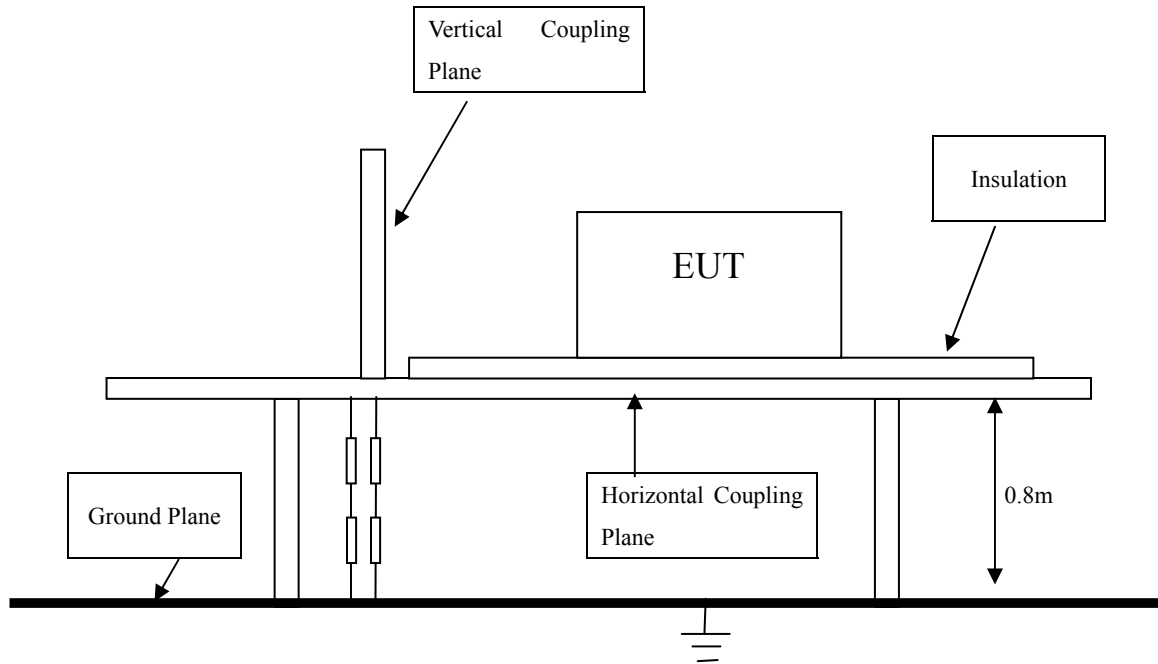 Vertical Coupling
Plane
Insulation
EUT
Horizontal Coupling
Plane
0.8m
Ground Plane